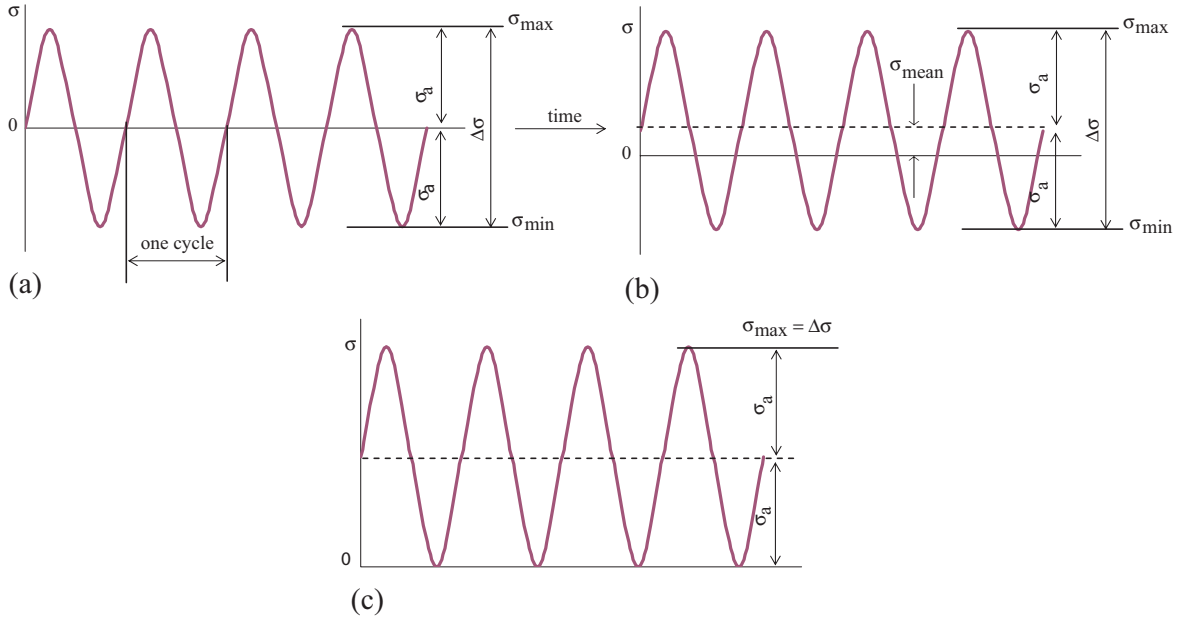 σ
σmax
σa
Δσ
0
σa
one cycle
σmin
(a)
time
σ
σmax
σmean
σa
Δσ
0
σa
σmin
(b)
σ
σmax = Δσ
σa
σa
0
(c)